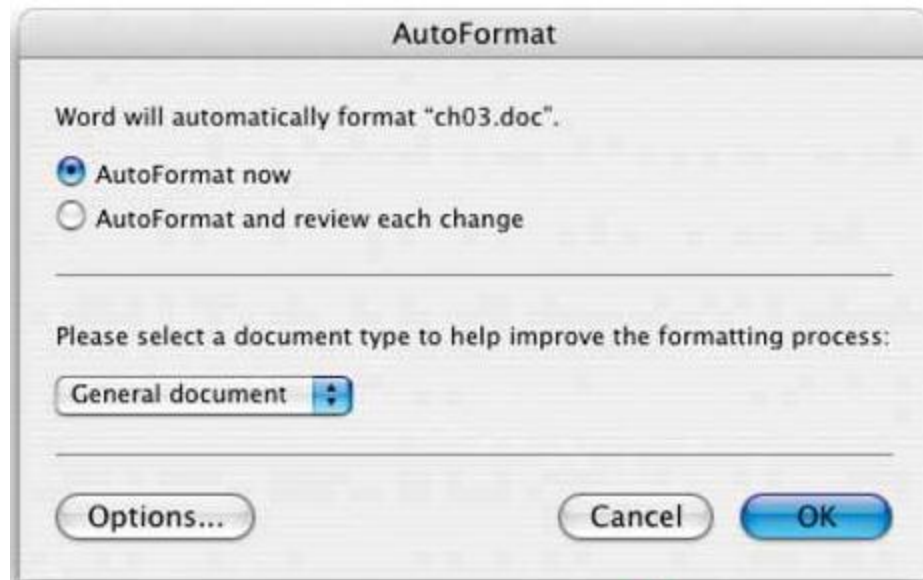 AutoFormat
Word will automatically format “ch03.doc”.
AutoFormat now
AutoFormat and review each change
Please select a document type to help improve the formatting process:
General document
Options...
Cancel
OK